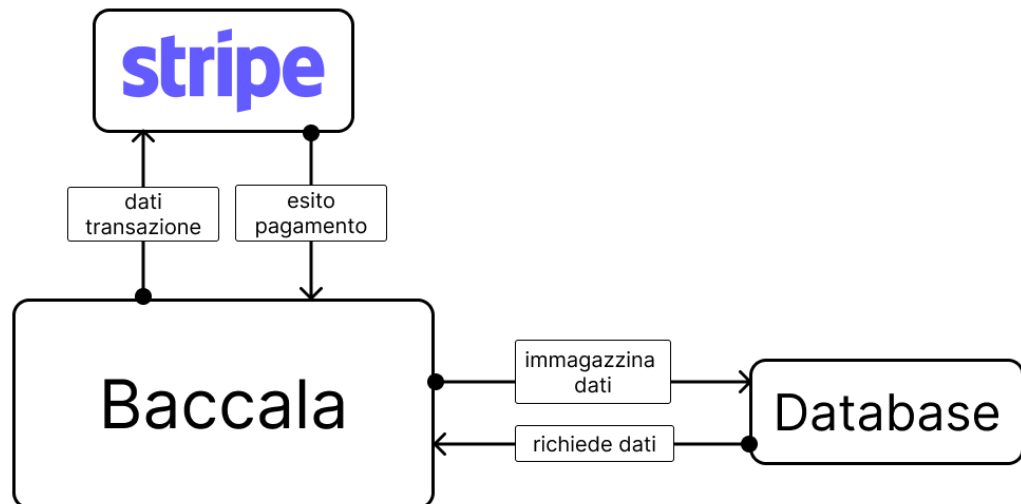 stripe
dati
transazione
esito
pagamento
Baccala
immagazzina
dati
richiede dati
Database